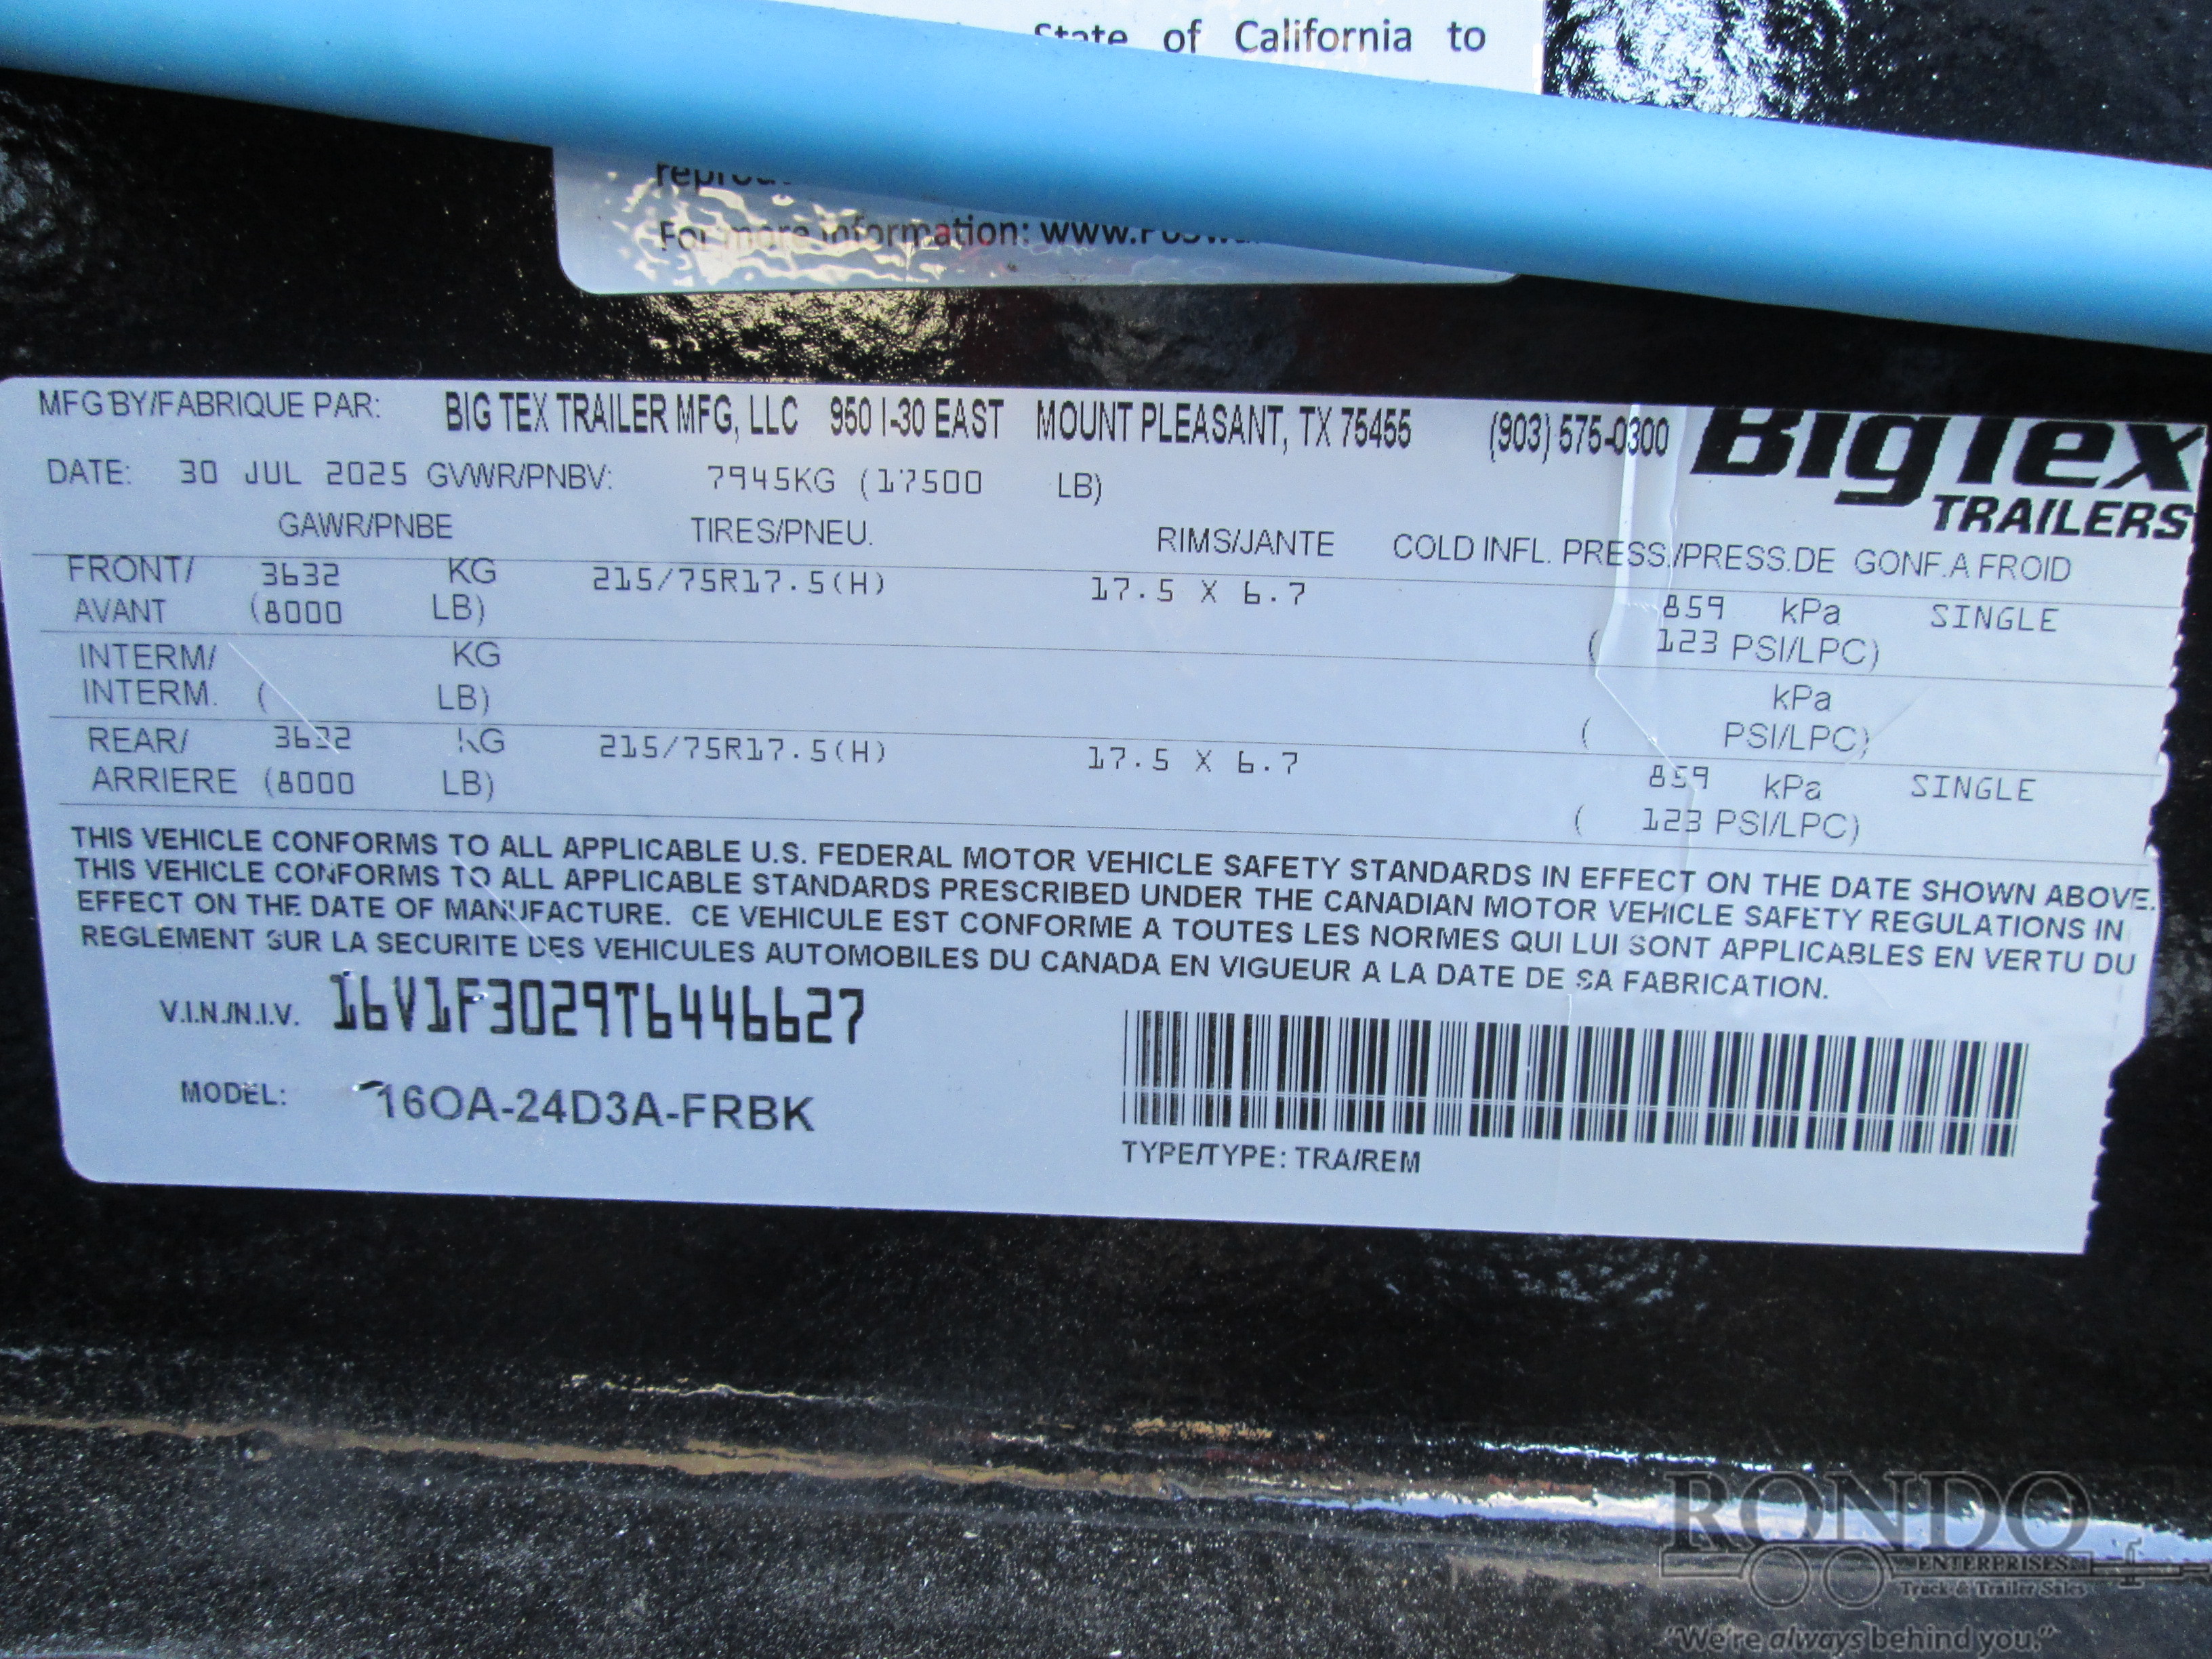 State of California to
For more information:
MFG BY/FABRIQUE PAR: BIG TEX TRAILER MFG, LLC 950 I-30 EAST MOUNT PLEASANT, TX 75455 (903) 575-0300
BigTex
TRAILERS
DATE: 30 JUL 2025 GVWR/PNBV: 7945KG (17500 LB)
GAWR/PNBE TIRES/PNEU. RIMS/JANTE COLD INFL. PRESS./PRESS.DE GONF.A FROID
FRONT/ 3632 KG 215/75R17.5(H) 17.5 X 6.7 859 kPa SINGLE
AVANT (8000 LB) ( 123 PSI/LPC)
INTERM/ KG kPa
INTERM. ( LB) ( PSI/LPC)
REAR/ 3632 KG 215/75R17.5(H) 17.5 X 6.7 859 kPa SINGLE
ARRIERE (8000 LB) ( 123 PSI/LPC)
THIS VEHICLE CONFORMS TO ALL APPLICABLE U.S. FEDERAL MOTOR VEHICLE SAFETY STANDARDS IN EFFECT ON THE DATE SHOWN ABOVE.
THIS VEHICLE CONFORMS TO ALL APPLICABLE STANDARDS PRESCRIBED UNDER THE CANADIAN MOTOR VEHICLE SAFETY REGULATIONS IN
EFFECT ON THE DATE OF MANUFACTURE. CE VEHICULE EST CONFORME A TOUTES LES NORMES QUI LUI SONT APPLICABLES EN VERTU DU
REGLEMENT SUR LA SECURITE DES VEHICULES AUTOMOBILES DU CANADA EN VIGUEUR A LA DATE DE SA FABRICATION.
V.I.N./N.I.V. 16V1F3029T6446627
MODEL: 16OA-24D3A-FRBK
TYPE/TYPE: TRA/REM
RONDO
ENTERPRISES
Truck & Trailer Sales
"We're always behind you."